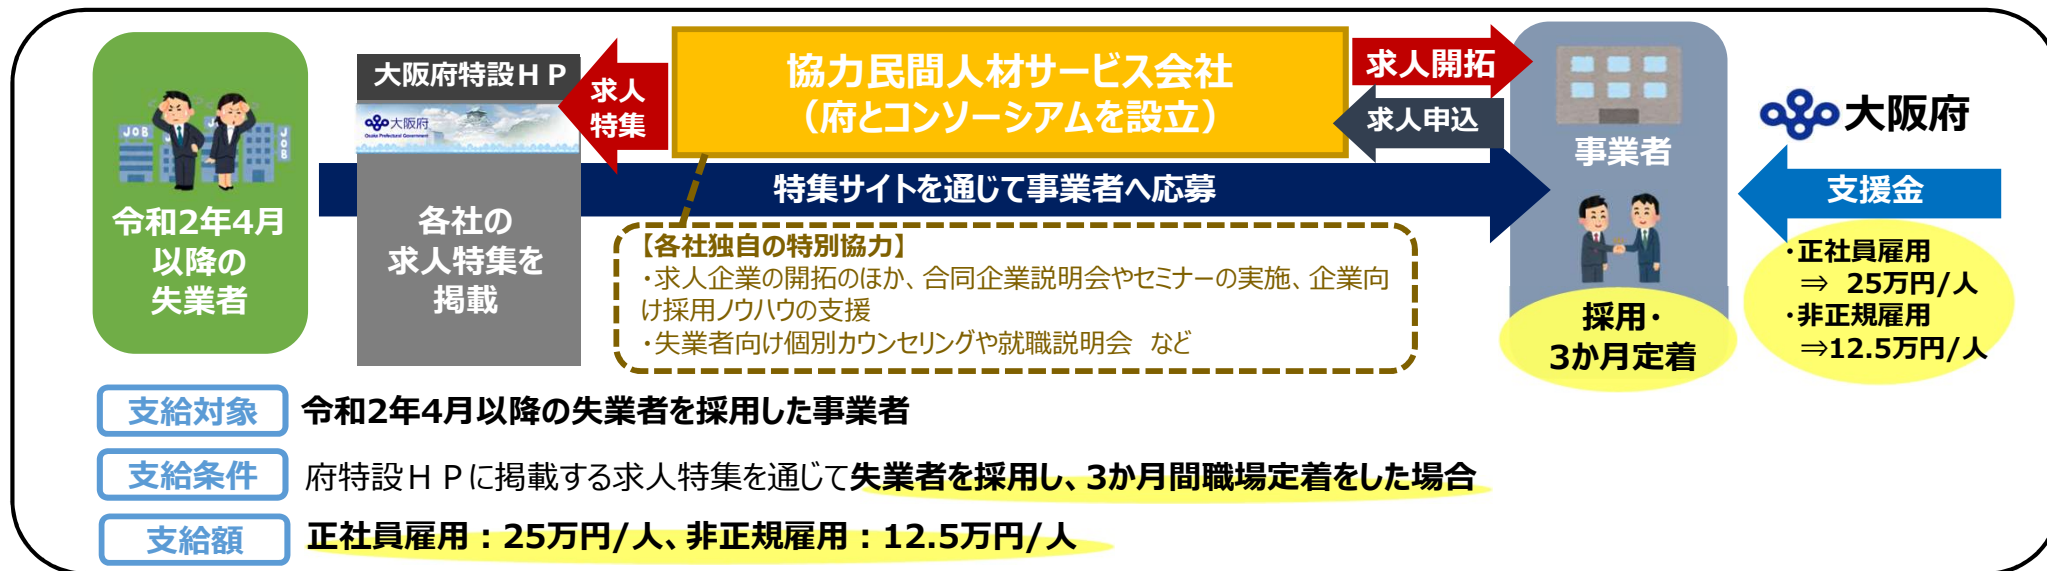 令和2年4月
以降の
失業者
JOB
JOB
大阪府特設HP
大阪府
Osaka Prefectural Government
各社の
求人特集を
掲載
求人
特集
協力民間人材サービス会社
（府とコンソーシアムを設立）
求人開拓
求人申込
特集サイトを通じて事業者へ応募
【各社独自の特別協力】
・求人企業の開拓のほか、合同企業説明会やセミナーの実施、企業向
け採用ノウハウの支援
・失業者向け個別カウンセリングや就職説明会　など
事業者
採用・
3か月定着
大阪府
支援金
・正社員雇用
⇒ 25万円/人
・非正規雇用
⇒12.5万円/人
支給対象 令和2年4月以降の失業者を採用した事業者
支給条件 府特設HPに掲載する求人特集を通じて失業者を採用し、3か月間職場定着をした場合
支給額 正社員雇用：25万円/人、非正規雇用：12.5万円/人